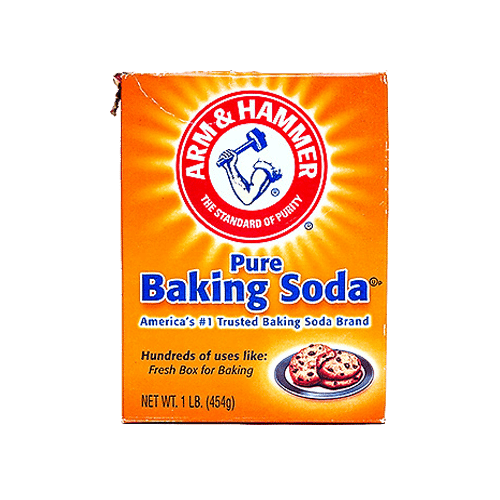 ARM & HAMMER
THE STANDARD OF PURITY
®
®
Pure
Baking Soda
America's #1 Trusted Baking Soda Brand
Hundreds of uses like:
Fresh Box for Baking
NET WT. 1 LB. (454g)